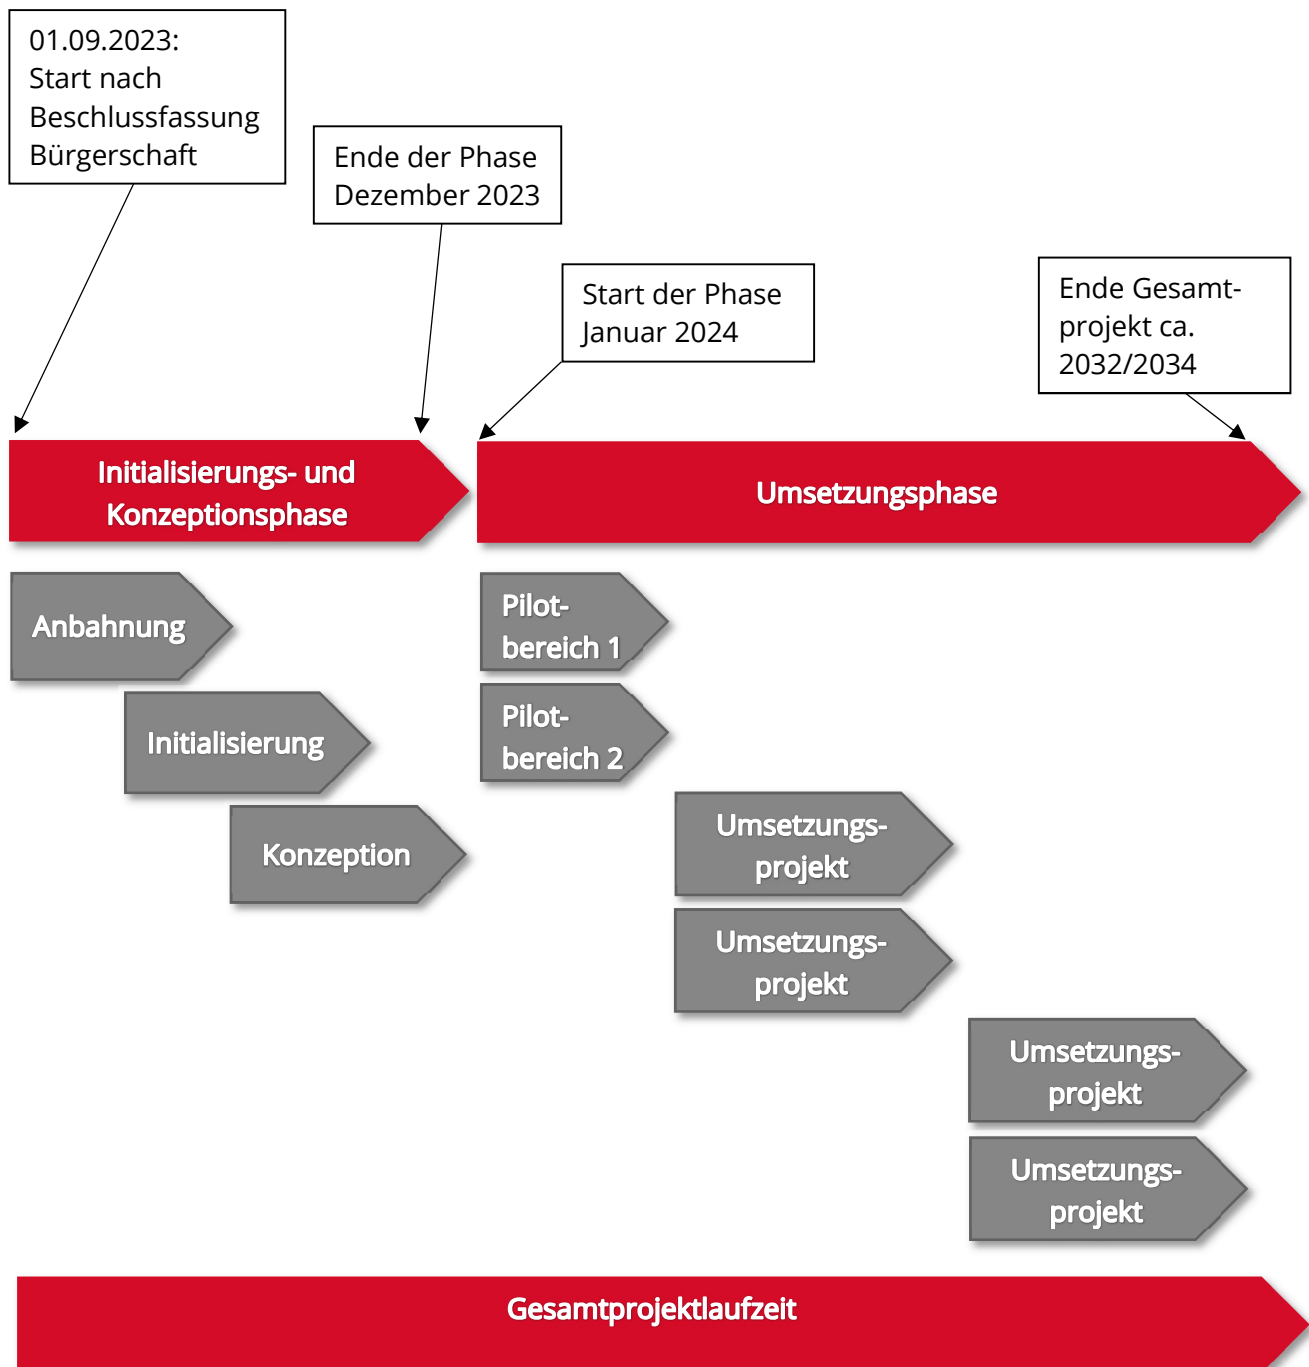 01.09.2023:
Start nach
Beschlussfassung
Bürgerschaft
Ende der Phase
Dezember 2023
Start der Phase
Januar 2024
Ende Gesamt-
projekt ca.
2032/2034
Initialisierungs- und
Konzeptionsphase
Umsetzungsphase
Anbahnung
Initialisierung
Konzeption
Pilot-
bereich 1
Pilot-
bereich 2
Umsetzungs-
projekt
Umsetzungs-
projekt
Umsetzungs-
projekt
Umsetzungs-
projekt
Gesamtprojektlaufzeit